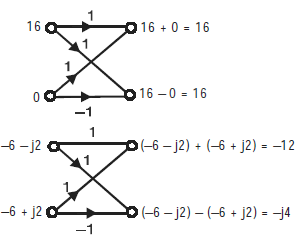 1
16 16 + 0 = 16
1
1
0 16 – 0 = 16
–1
1
–6 – j2 (–6 – j2) + (–6 + j2) = –12
1
1
–6 + j2 (–6 – j2) – (–6 + j2) = –j4
–1